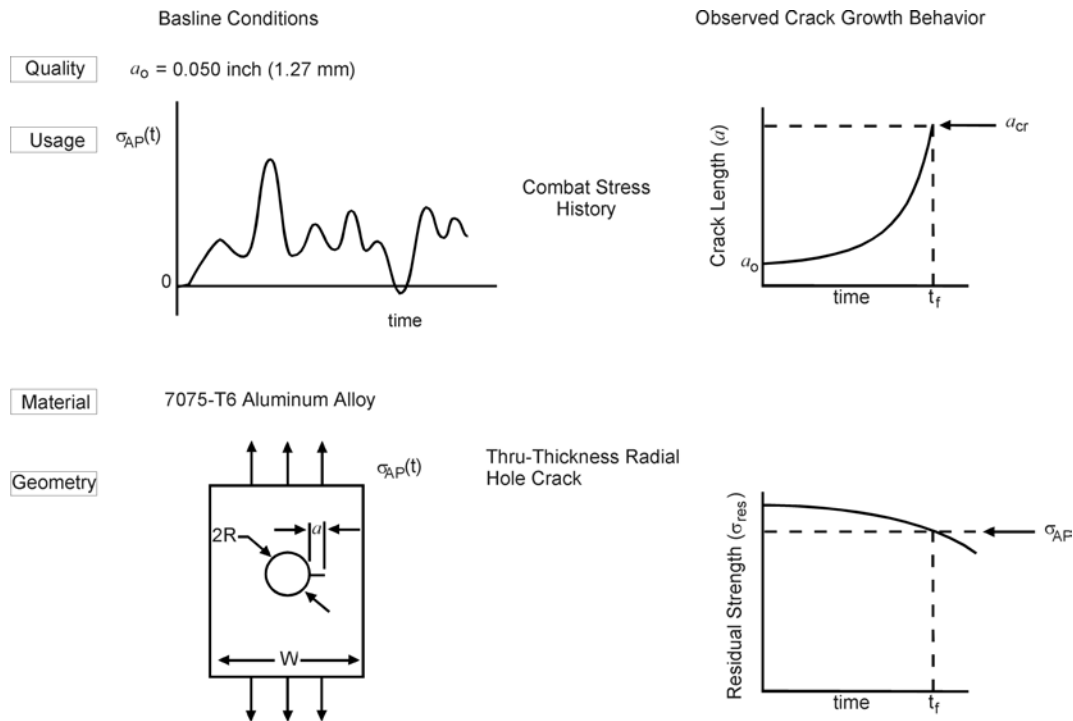 Basline Conditions
Observed Crack Growth Behavior
Quality
aₒ = 0.050 inch (1.27 mm)
Usage
σAP(t)
0
time
Combat Stress
History
Crack Length (a)
aₒ
acr
time
tf
Material
7075-T6 Aluminum Alloy
Geometry
σAP(t)
Thru-Thickness Radial
Hole Crack
2R
a
W
Residual Strength (σres)
σAP
time
tf